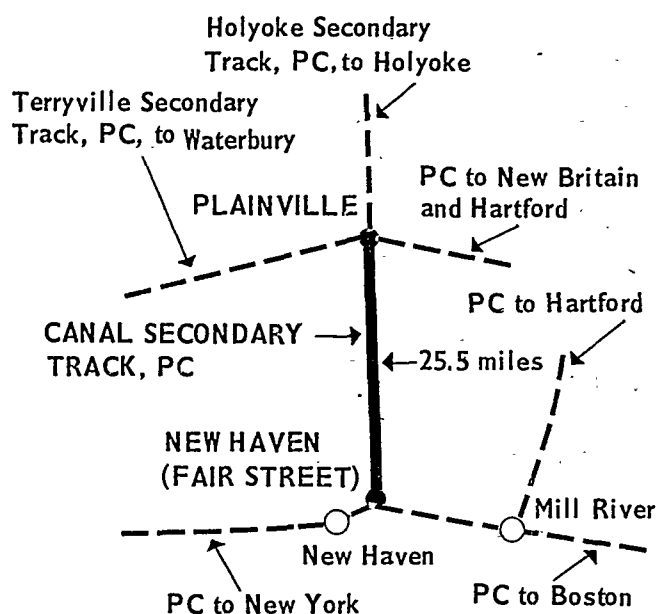 Holyoke Secondary
Track, PC, to Holyoke
Terryville Secondary
Track, PC, to Waterbury
PC to New Britain
and Hartford
PLAINVILLE
PC to Hartford
CANAL SECONDARY
TRACK, PC
25.5 miles
NEW HAVEN
(FAIR STREET)
Mill River
New Haven
PC to New York
PC to Boston